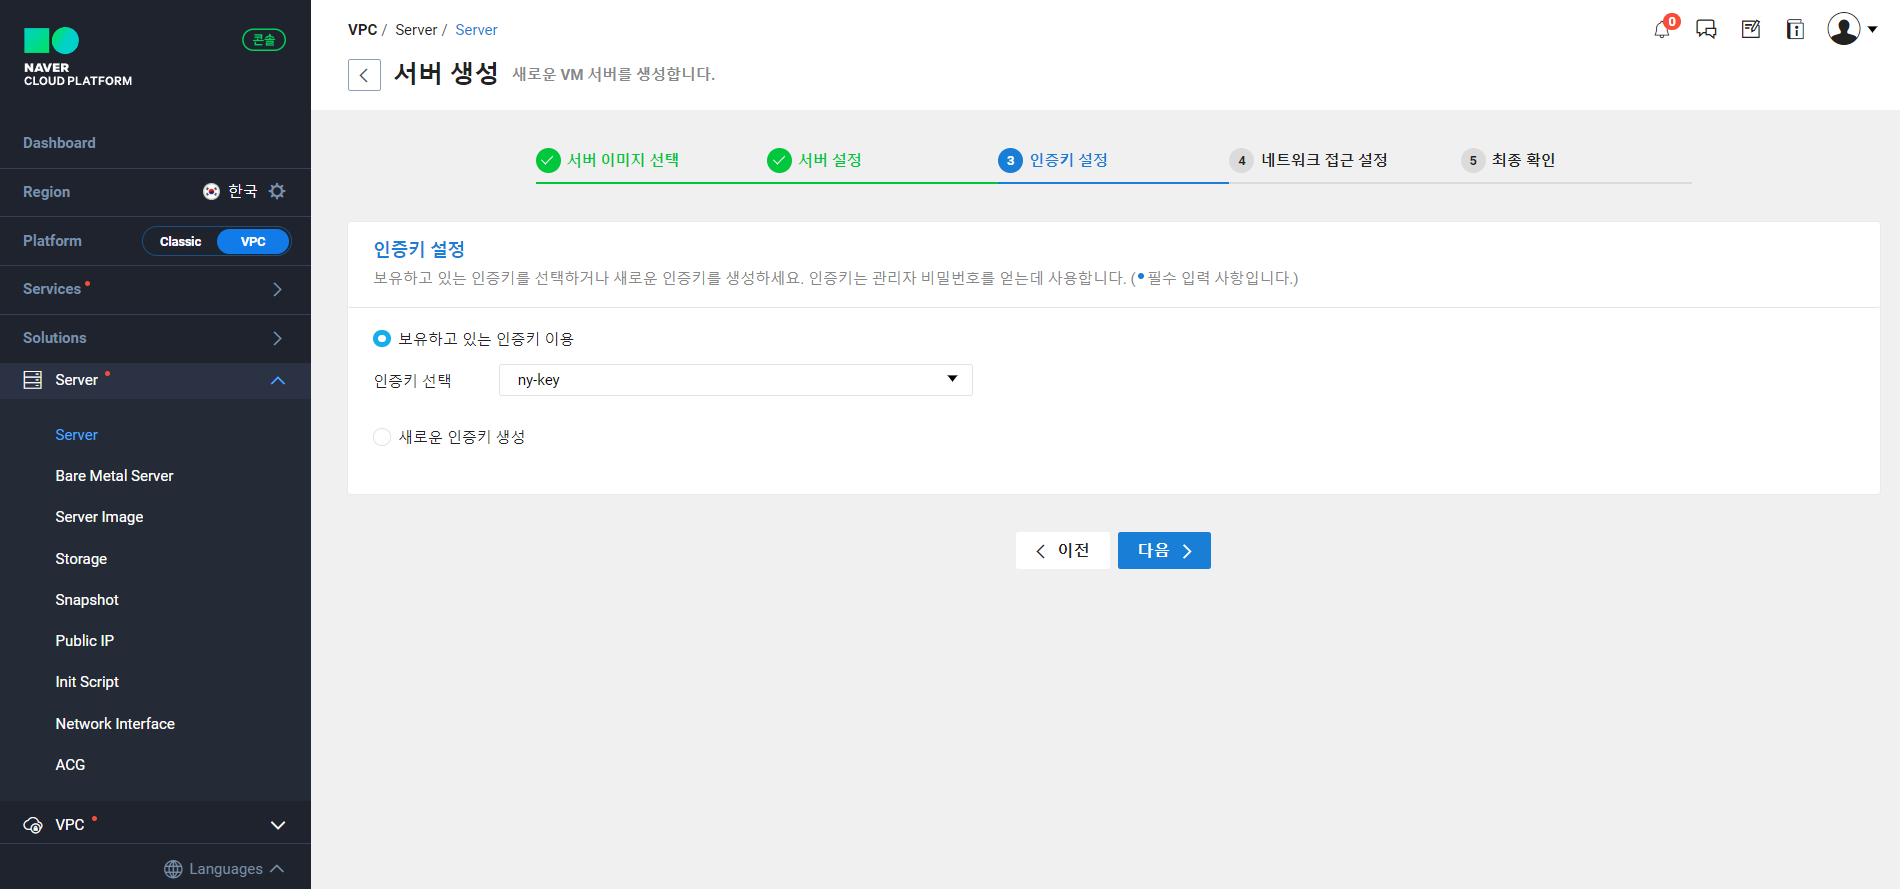 NAVER
CLOUD PLATFORM
콘솔
Dashboard
Region
한국
Platform
Classic
VPC
Services
Solutions
Server
Server
Bare Metal Server
Server Image
Storage
Snapshot
Public IP
Init Script
Network Interface
ACG
VPC
Languages
VPC / Server / Server
0
서버 생성 새로운 VM 서버를 생성합니다.
서버 이미지 선택
서버 설정
3 인증키 설정
4 네트워크 접근 설정
5 최종 확인
인증키 설정
보유하고 있는 인증키를 선택하거나 새로운 인증키를 생성하세요. 인증키는 관리자 비밀번호를 얻는데 사용합니다. (• 필수 입력 사항입니다.)
보유하고 있는 인증키 이용
인증키 선택 ny-key
새로운 인증키 생성
이전
다음